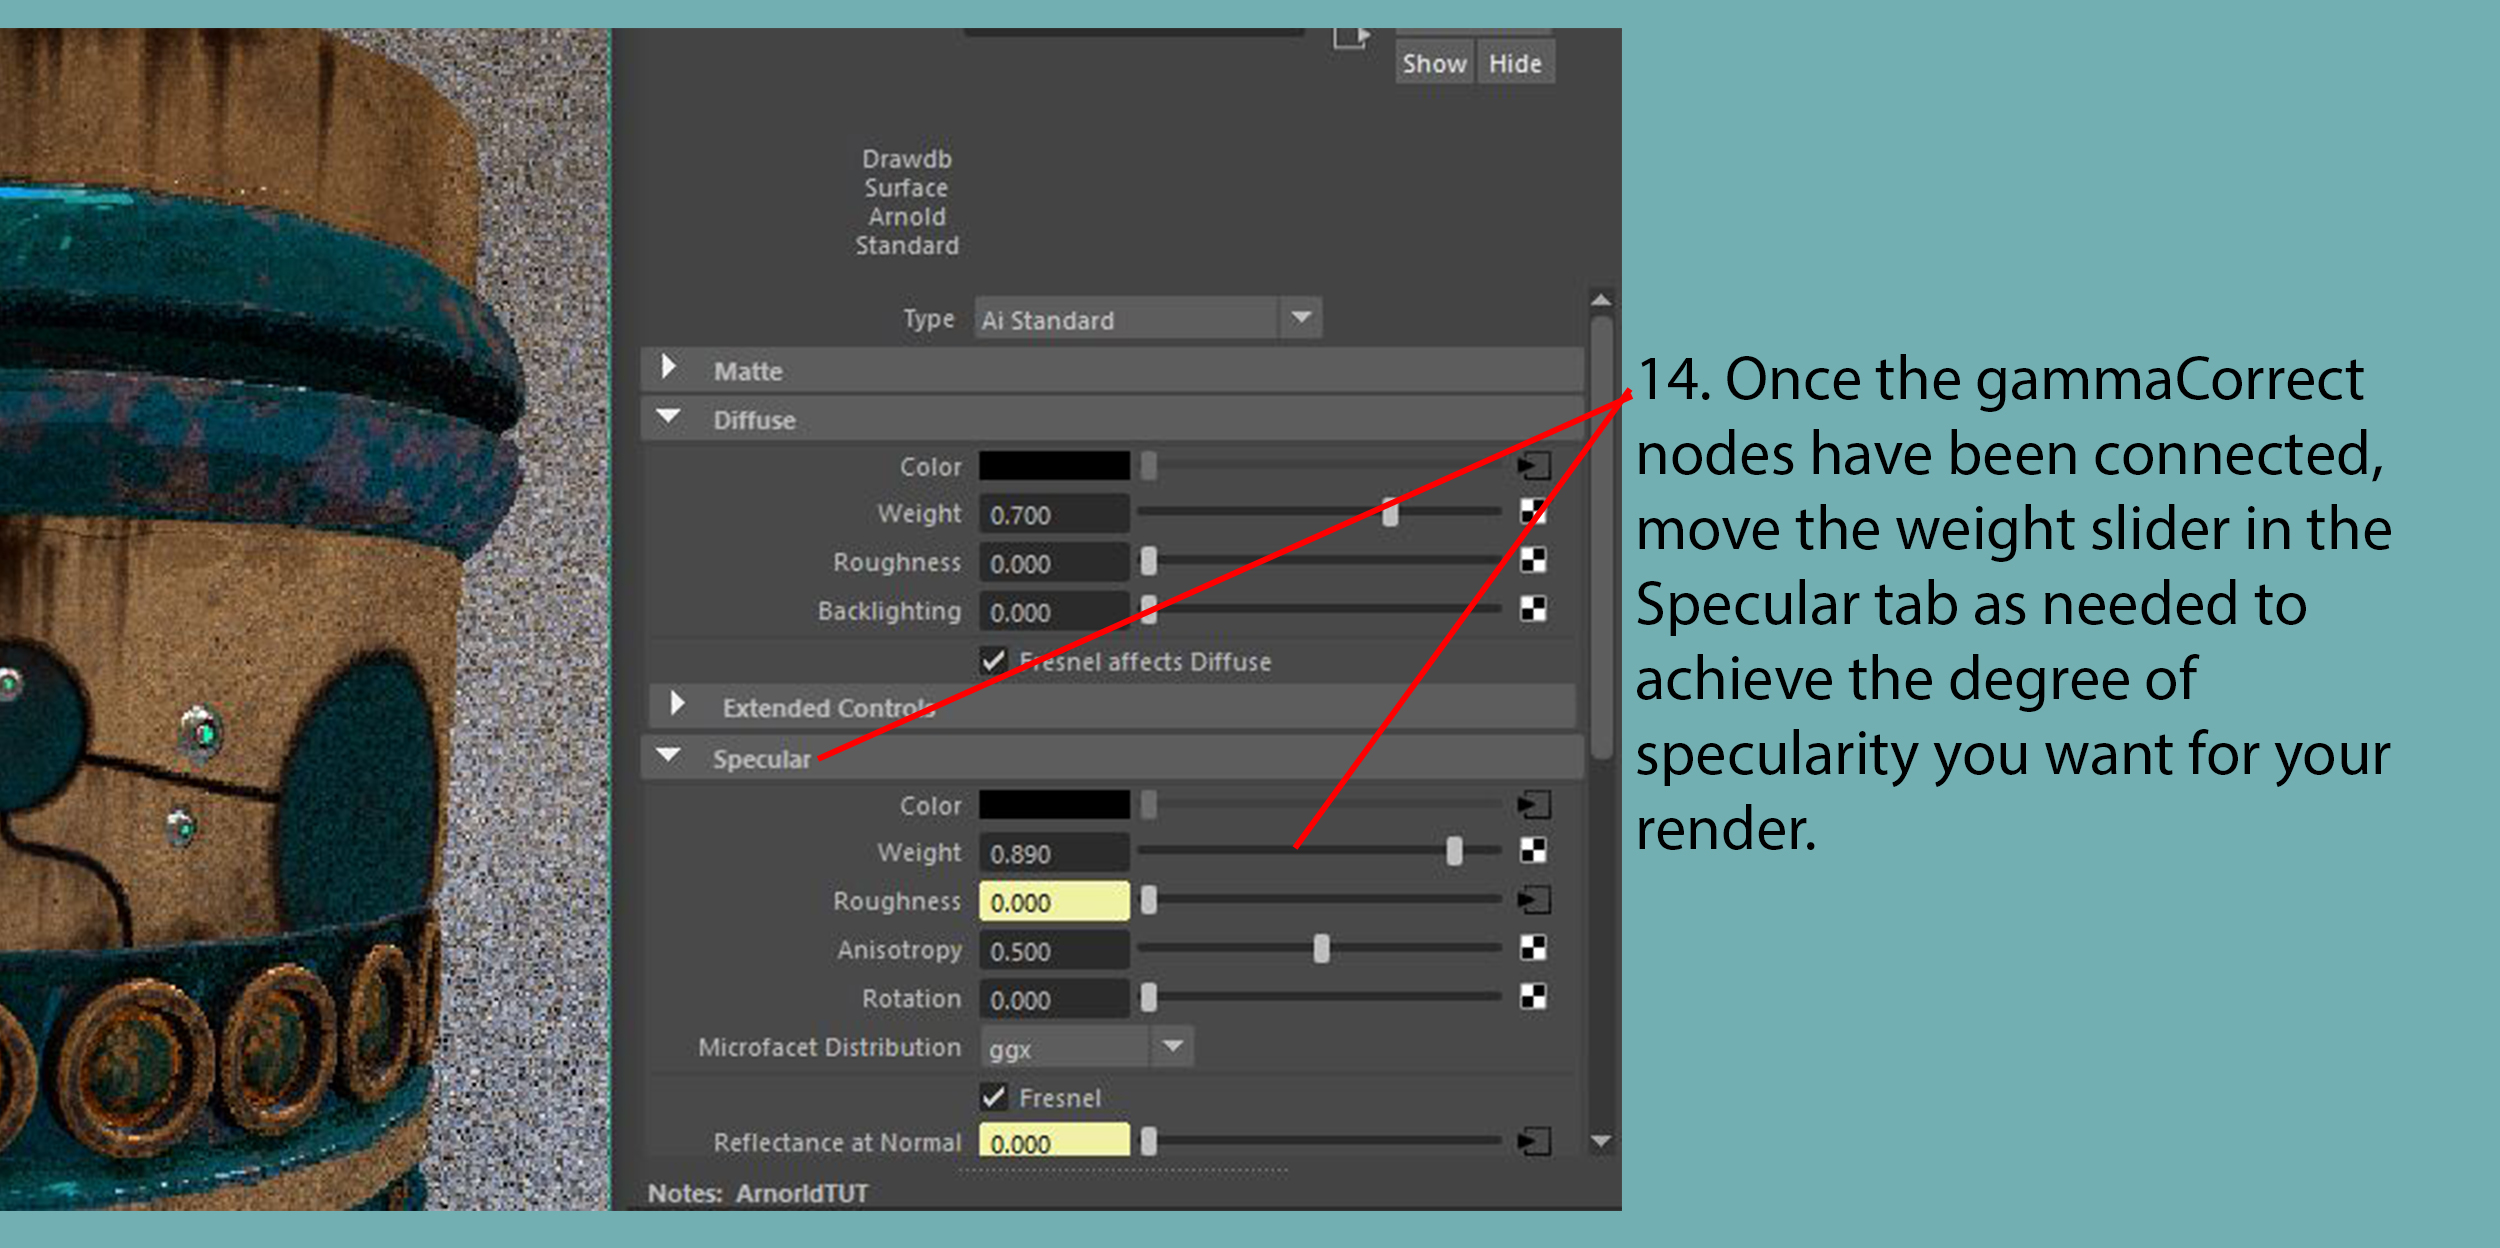 Show Hide
Drawdb
Surface
Arnold
Standard
Type Ai Standard
Matte
Diffuse
Color
Weight 0.700
Roughness 0.000
Backlighting 0.000
Fresnel affects Diffuse
Extended Controls
Specular
Color
Weight 0.890
Roughness 0.000
Anisotropy 0.500
Rotation 0.000
Microfacet Distribution ggx
Fresnel
Reflectance at Normal 0.000
Notes: ArnorldTUT
14. Once the gammaCorrect
nodes have been connected,
move the weight slider in the
Specular tab as needed to
achieve the degree of
specularity you want for your
render.